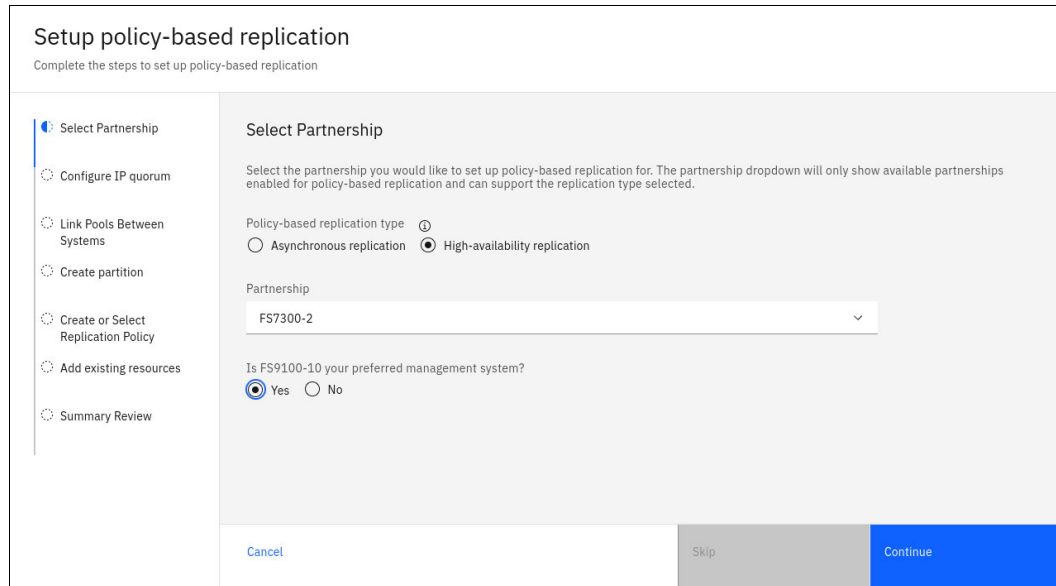 Setup policy-based replication
Complete the steps to set up policy-based replication
Select Partnership
Configure IP quorum
Link Pools Between
Systems
Create partition
Create or Select
Replication Policy
Add existing resources
Summary Review
Select Partnership
Select the partnership you would like to set up policy-based replication for. The partnership dropdown will only show available partnerships
enabled for policy-based replication and can support the replication type selected.
Policy-based replication type
Asynchronous replication High-availability replication
Partnership
FS7300-2
Is FS9100-10 your preferred management system?
Yes No
Cancel Skip Continue